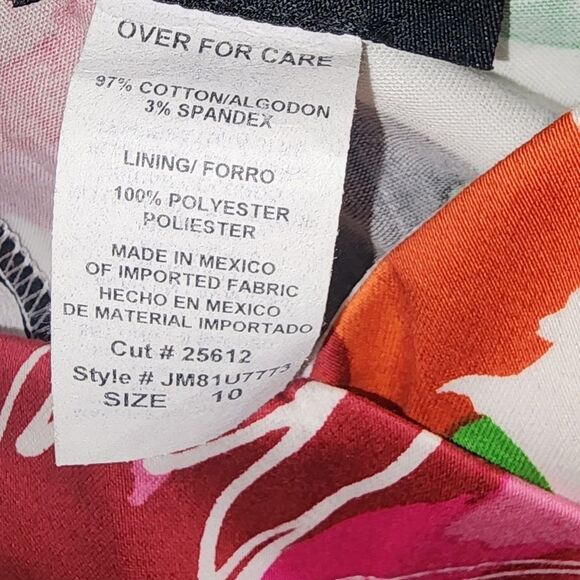 OVER FOR CARE
97% COTTON/ALGODON
3% SPANDEX
LINING/ FORRO
100% POLYESTER
POLIESTER
MADE IN MEXICO
OF IMPORTED FABRIC
HECHO EN MEXICO
DE MATERIAL IMPORTADO
Cut # 25612
Style # JM81U7773
SIZE 10